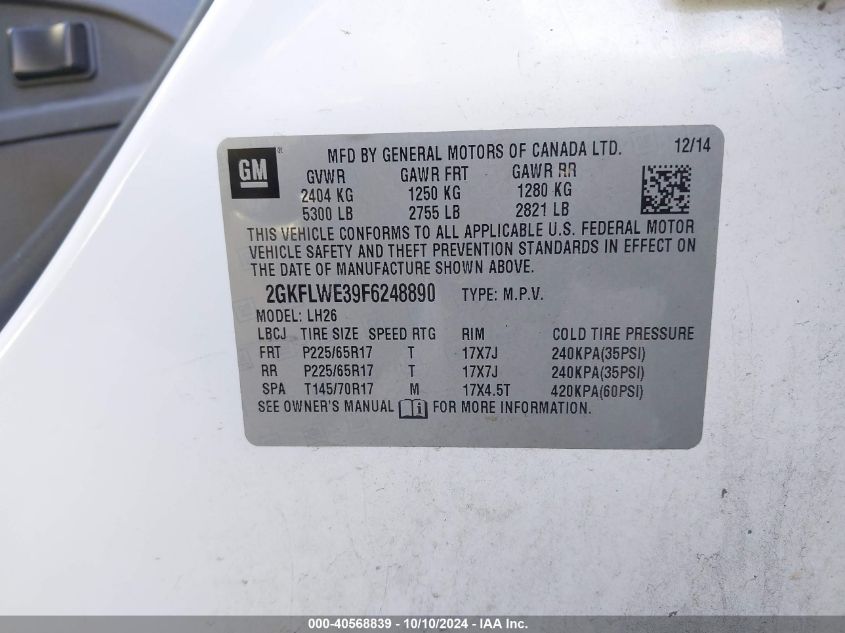 GM ® MFD BY GENERAL MOTORS OF CANADA LTD. 12/14
GVWR GAWR FRT GAWR RR
2404 KG 1250 KG 1280 KG
5300 LB 2755 LB 2821 LB
THIS VEHICLE CONFORMS TO ALL APPLICABLE U.S. FEDERAL MOTOR
VEHICLE SAFETY AND THEFT PREVENTION STANDARDS IN EFFECT ON
THE DATE OF MANUFACTURE SHOWN ABOVE.
2GKFLWE39F6248890 TYPE: M.P.V.
MODEL: LH26
LBCJ TIRE SIZE SPEED RTG RIM COLD TIRE PRESSURE
FRT P225/65R17 T 17X7J 240KPA(35PSI)
RR P225/65R17 T 17X7J 240KPA(35PSI)
SPA T145/70R17 M 17X4.5T 420KPA(60PSI)
SEE OWNER'S MANUAL FOR MORE INFORMATION.
000-40568839 - 10/10/2024 - IAA Inc.